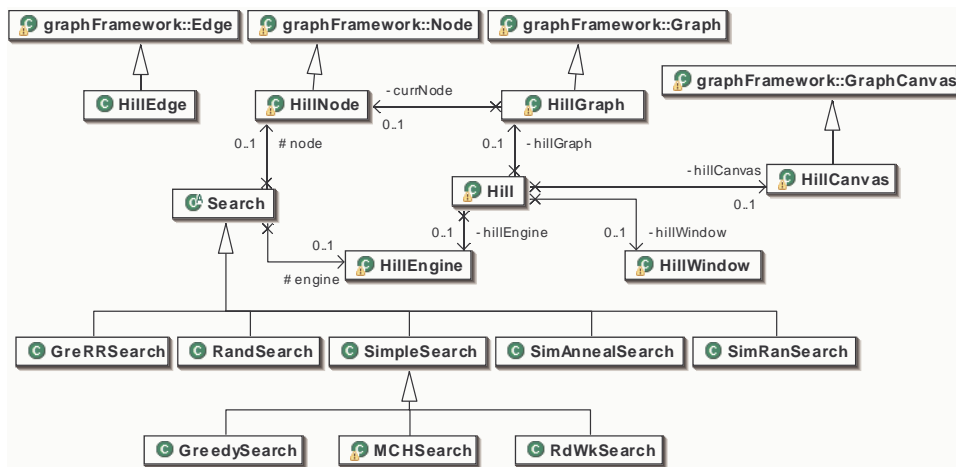 graphFramework::Edge
graphFramework::Node
graphFramework::Graph
graphFramework::GraphCanvas
HillEdge
HillNode
- currNode
0..1
HillGraph
0..1
# node
0..1
- hillGraph
- hillCanvas
0..1
HillCanvas
Search
Hill
0..1
# engine
HillEngine
0..1
- hillEngine
0..1
- hillWindow
HillWindow
GreRRSearch
RandSearch
SimpleSearch
SimAnnealSearch
SimRanSearch
GreedySearch
MCHSearch
RdWkSearch